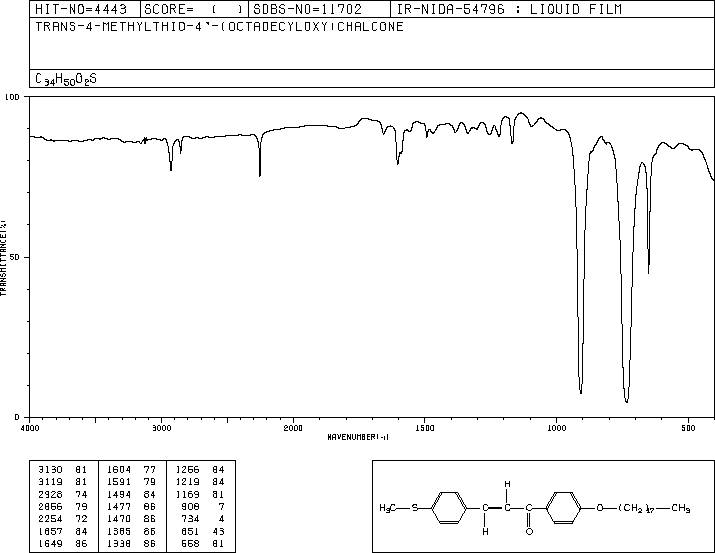 HIT-NO=4443 SCORE= ( ) SDBS-NO=11702 IR-NIDA-54796 : LIQUID FILM
TRANS-4-METHYLTHIO-4'-(OCTADECYLOXY)CHALCONE
C34H50O2S
100
50
0
TRANSMITTANCE(%)
4000 3000 2000 1500 1000 500
WAVENUMBER(-1)
3130 81 1604 77 1256 84
3119 81 1591 79 1219 84
2928 74 1494 84 1169 81
2856 79 1477 86 908 7
2254 72 1470 86 734 4
1657 84 1385 86 651 43
1649 86 1338 86 558 81
H
H3C S C C C O (CH2)17 CH3
H O